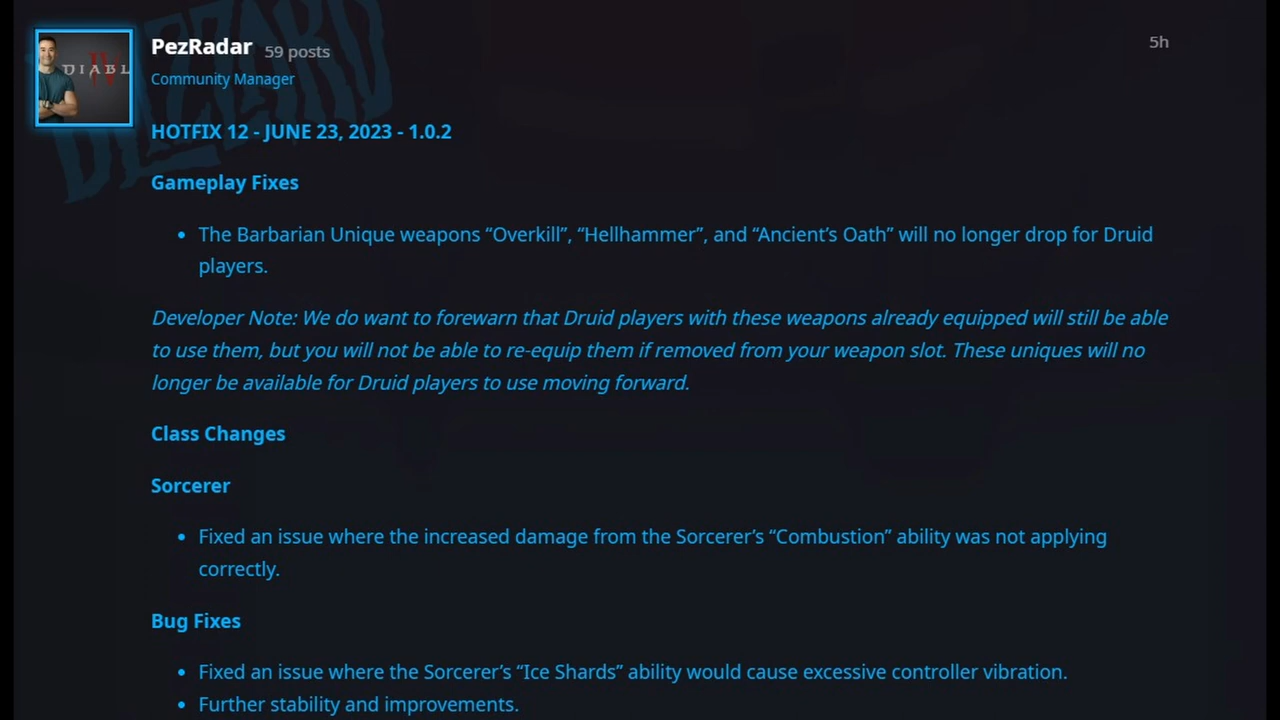 BLIZZARD
DIABL
IV
PezRadar 59 posts
5h
Community Manager
HOTFIX 12 - JUNE 23, 2023 - 1.0.2
Gameplay Fixes
• The Barbarian Unique weapons “Overkill”, “Hellhammer”, and “Ancient’s Oath” will no longer drop for Druid
players.
Developer Note: We do want to forewarn that Druid players with these weapons already equipped will still be able
to use them, but you will not be able to re-equip them if removed from your weapon slot. These uniques will no
longer be available for Druid players to use moving forward.
Class Changes
Sorcerer
• Fixed an issue where the increased damage from the Sorcerer’s “Combustion” ability was not applying
correctly.
Bug Fixes
• Fixed an issue where the Sorcerer’s “Ice Shards” ability would cause excessive controller vibration.
• Further stability and improvements.